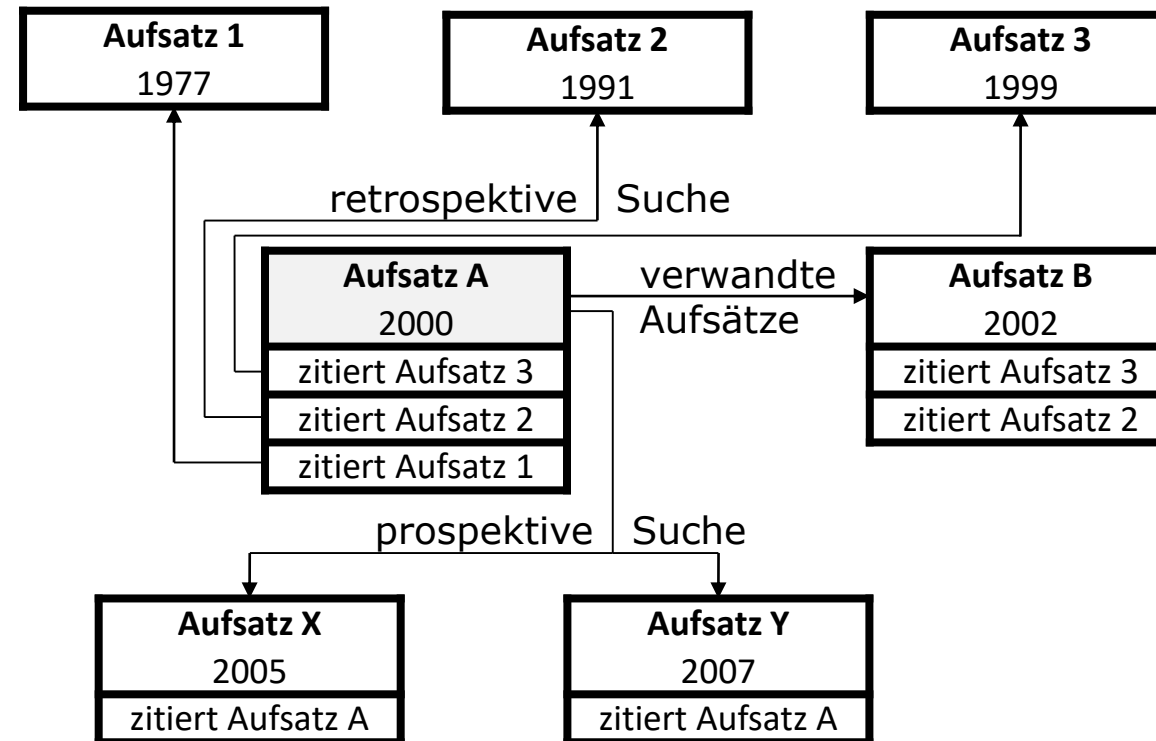 Aufsatz 1
1977
Aufsatz 2
1991
Aufsatz 3
1999
retrospektive Suche
Aufsatz A
2000
zitiert Aufsatz 3
zitiert Aufsatz 2
zitiert Aufsatz 1
verwandte
Aufsätze
Aufsatz B
2002
zitiert Aufsatz 3
zitiert Aufsatz 2
prospektive Suche
Aufsatz X
2005
zitiert Aufsatz A
Aufsatz Y
2007
zitiert Aufsatz A